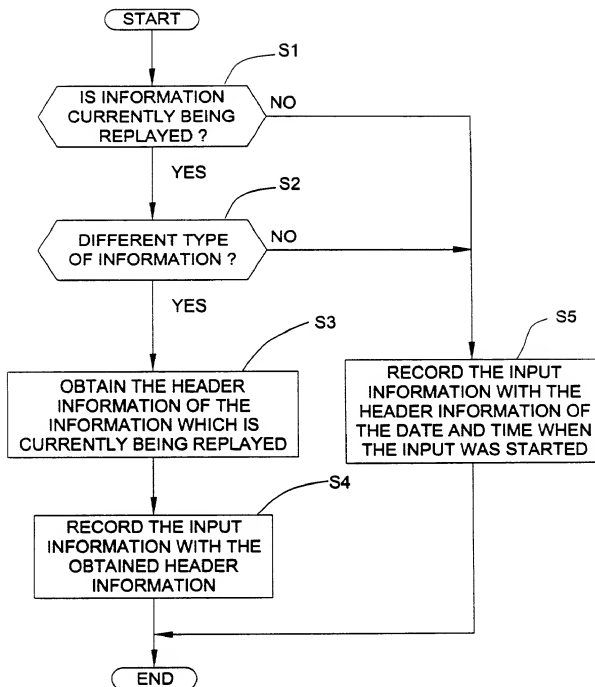 START
S1
IS INFORMATION
CURRENTLY BEING
REPLAYED ?
NO
YES
S2
DIFFERENT TYPE
OF INFORMATION ?
NO
YES
S3
OBTAIN THE HEADER
INFORMATION OF THE
INFORMATION WHICH IS
CURRENTLY BEING REPLAYED
S5
RECORD THE INPUT
INFORMATION WITH THE
HEADER INFORMATION OF
THE DATE AND TIME WHEN
THE INPUT WAS STARTED
S4
RECORD THE INPUT
INFORMATION WITH THE
OBTAINED HEADER
INFORMATION
END